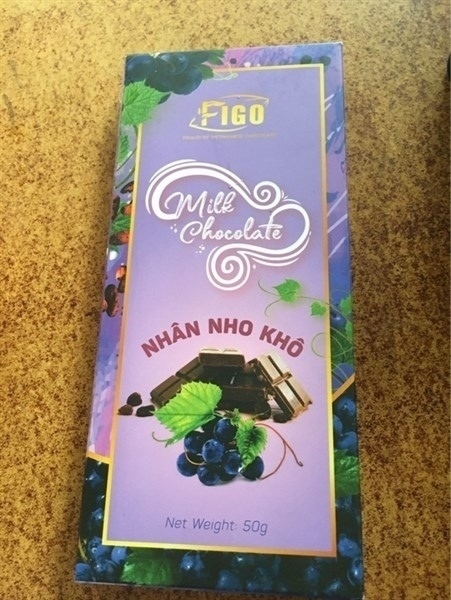 FIGO
Milk
Chocolate
NHÂN NHO KHÔ
Net Weight: 50g